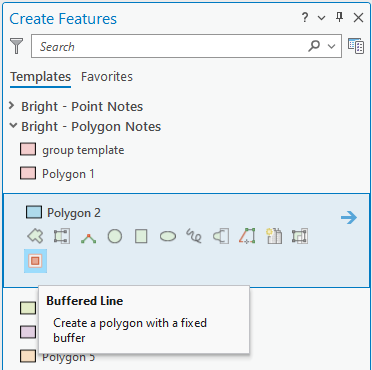 Create Features
?
Search
Templates Favorites
Bright - Point Notes
Bright - Polygon Notes
group template
Polygon 1
Polygon 2
Buffered Line
Create a polygon with a fixed
buffer
Polygon 5